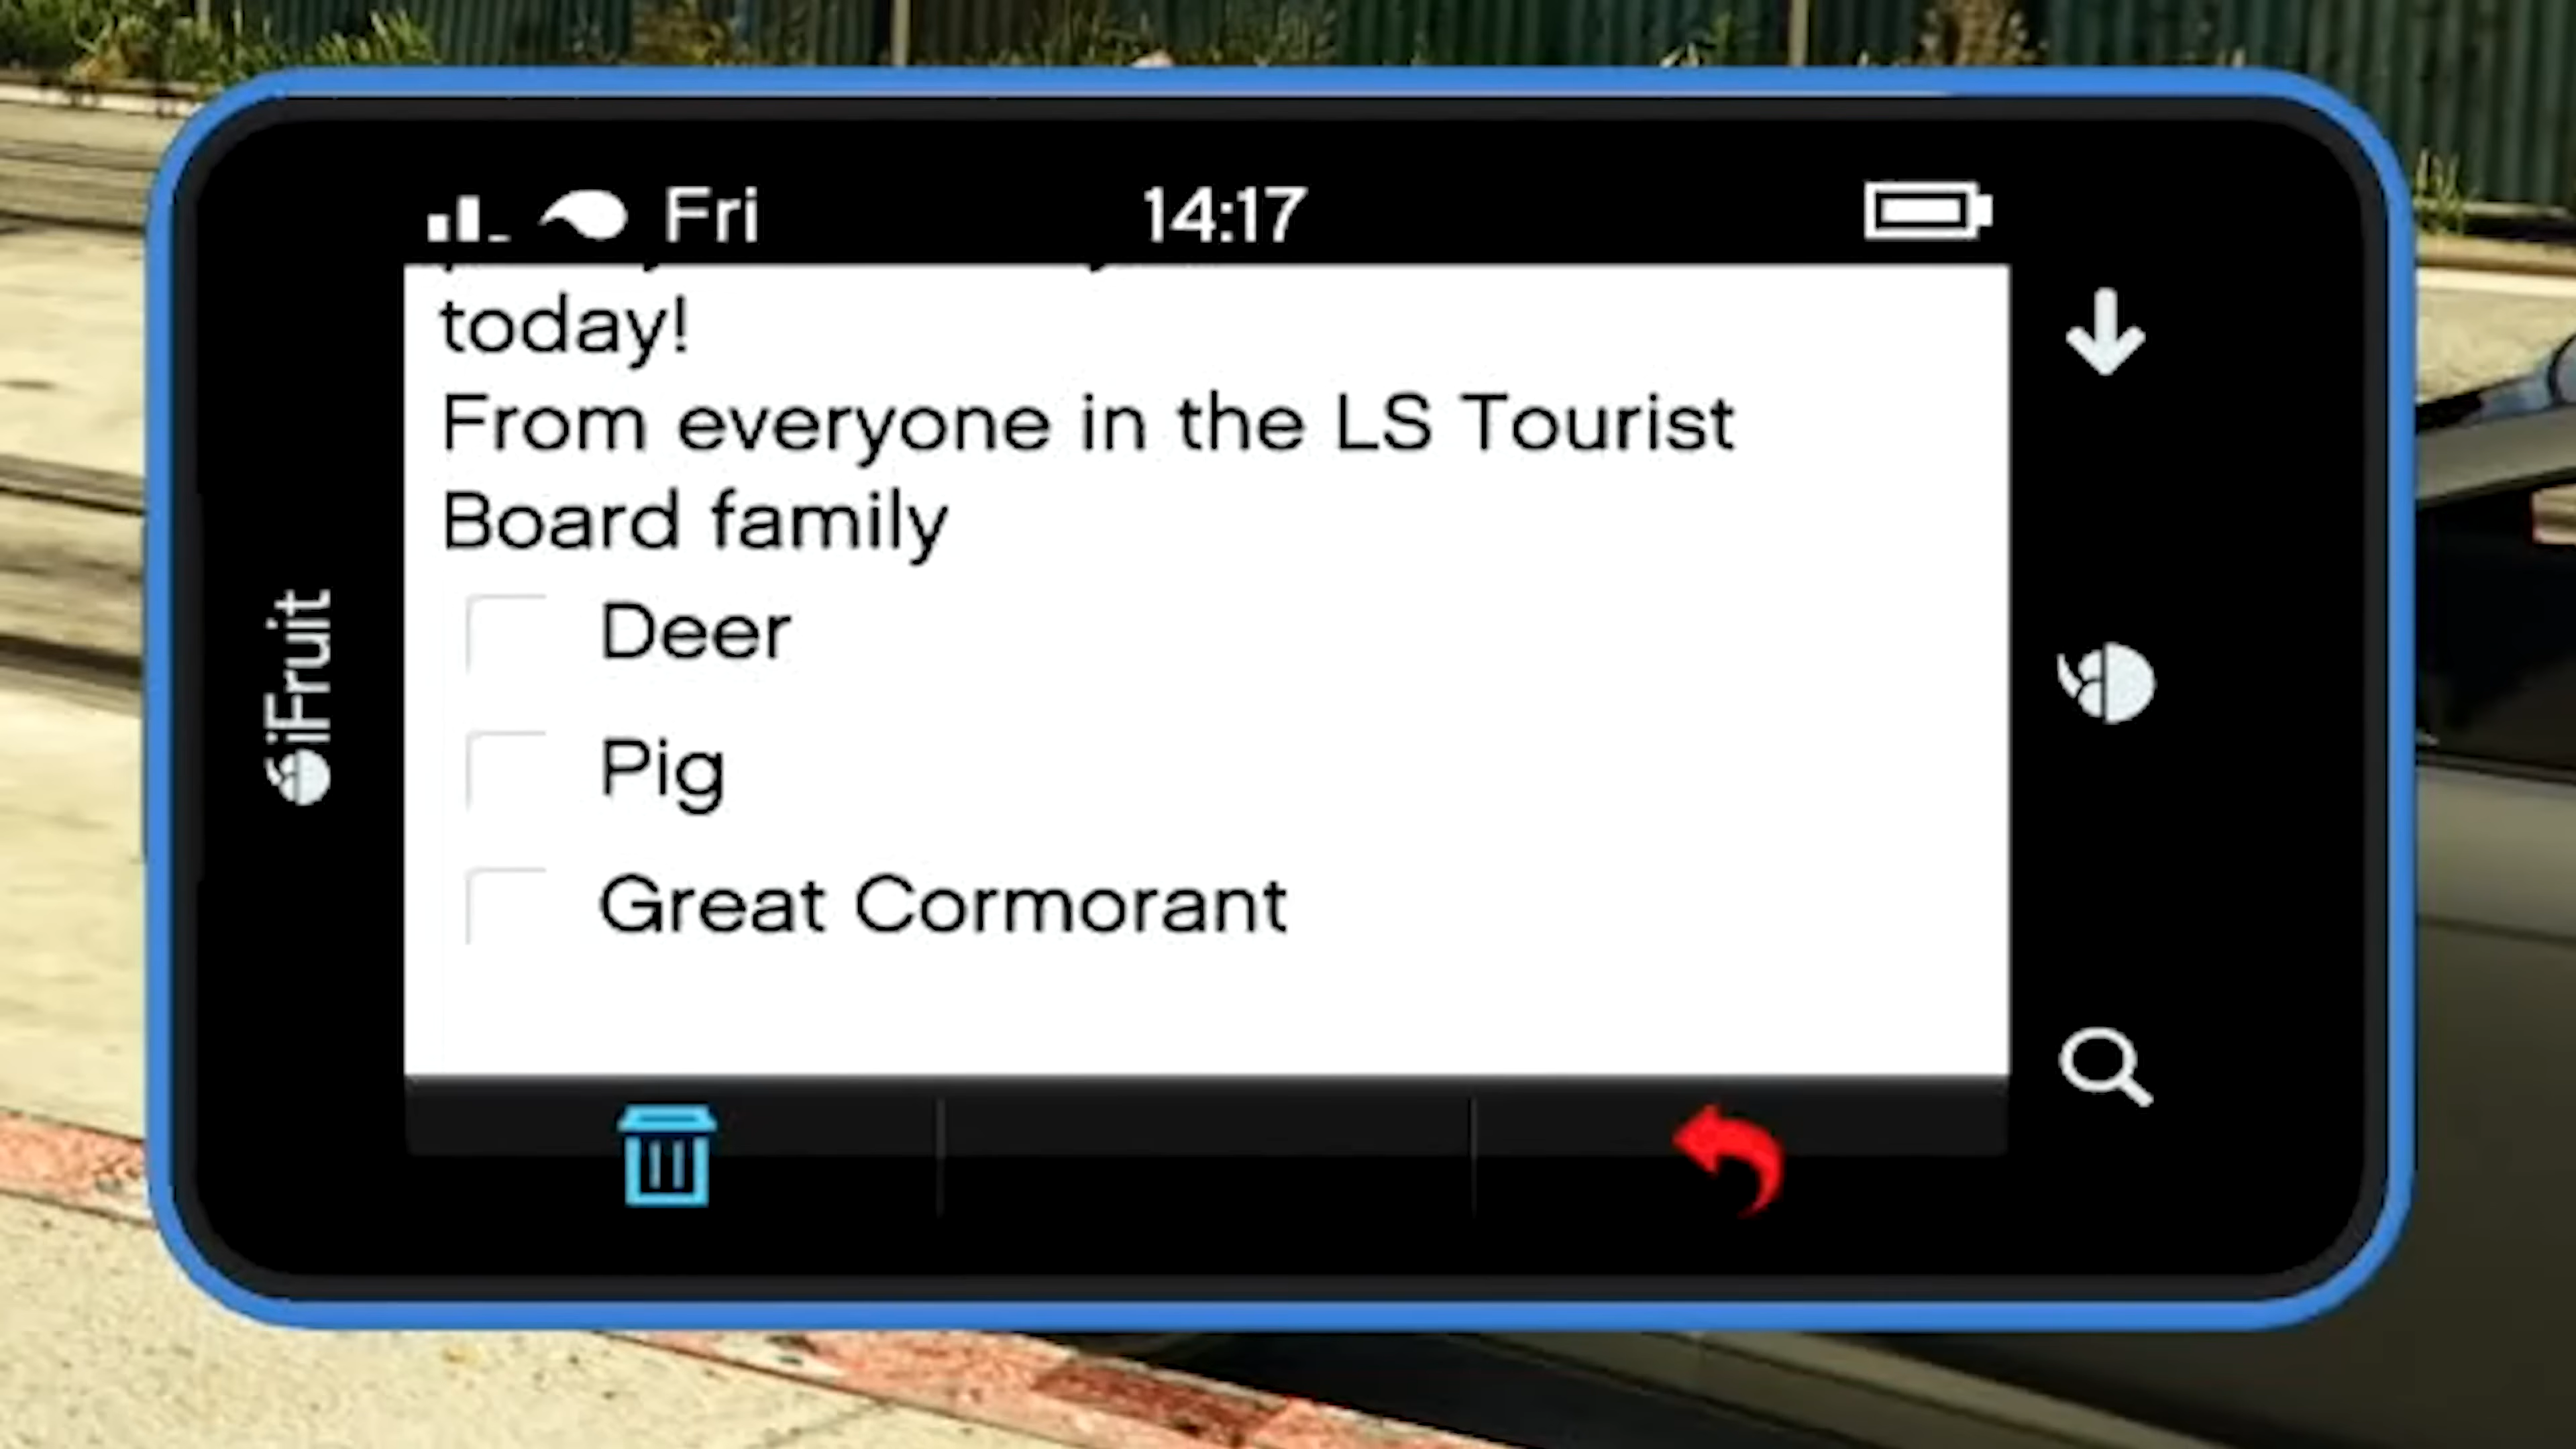 Fri 14:17
today!
From everyone in the LS Tourist
Board family
Deer
Pig
Great Cormorant
iFruit